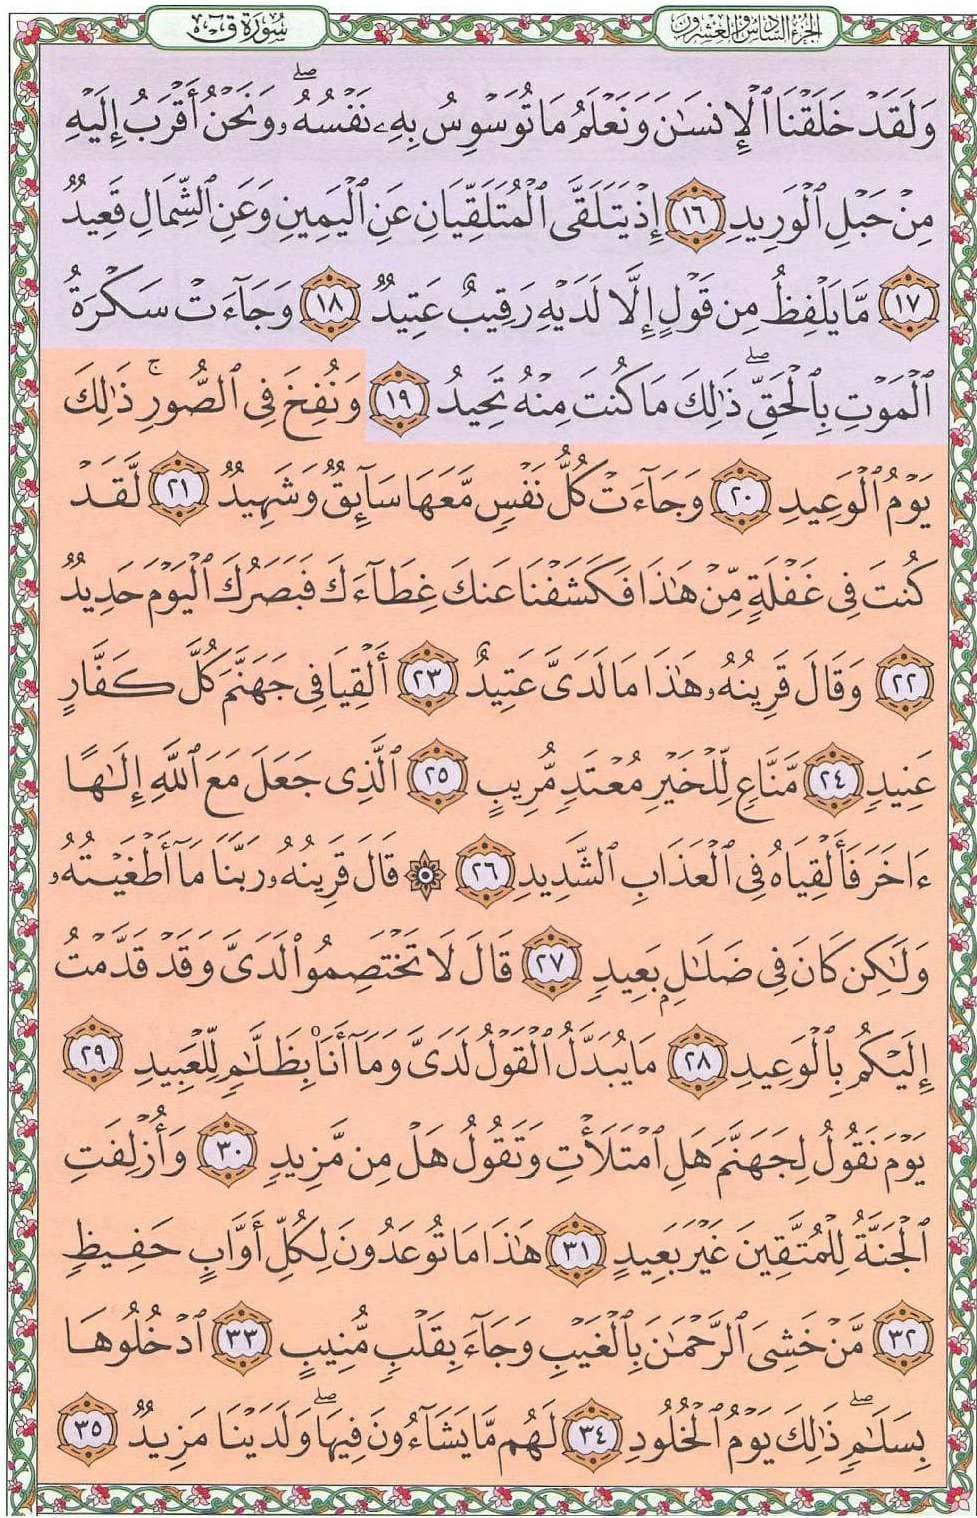 الجزء السادس والعشرون
سورة ق ٥٠
وَلَقَدْ خَلَقْنَا ٱلْإِنسَٰنَ وَنَعْلَمُ مَا تُوَسْوِسُ بِهِۦ نَفْسُهُۥ ۖ وَنَحْنُ أَقْرَبُ إِلَيْهِ
مِنْ حَبْلِ ٱلْوَرِيدِ ١٦ إِذْ يَتَلَقَّى ٱلْمُتَلَقِّيَانِ عَنِ ٱلْيَمِينِ وَعَنِ ٱلشِّمَالِ قَعِيدٌ
١٧ مَّا يَلْفِظُ مِن قَوْلٍ إِلَّا لَدَيْهِ رَقِيبٌ عَتِيدٌ ١٨ وَجَآءَتْ سَكْرَةُ
ٱلْمَوْتِ بِٱلْحَقِّ ۖ ذَٰلِكَ مَا كُنتَ مِنْهُ تَحِيدُ ١٩ وَنُفِخَ فِى ٱلصُّورِ ۚ ذَٰلِكَ
يَوْمُ ٱلْوَعِيدِ ٢٠ وَجَآءَتْ كُلُّ نَفْسٍ مَّعَهَا سَآئِقٌ وَشَهِيدٌ ٢١ لَّقَدْ
كُنتَ فِى غَفْلَةٍ مِّنْ هَٰذَا فَكَشَفْنَا عَنكَ غِطَآءَكَ فَبَصَرُكَ ٱلْيَوْمَ حَدِيدٌ
٢٢ وَقَالَ قَرِينُهُۥ هَٰذَا مَا لَدَىَّ عَتِيدٌ ٢٣ أَلْقِيَا فِى جَهَنَّمَ كُلَّ كَفَّارٍ
عَنِيدٍ ٢٤ مَّنَّاعٍ لِّلْخَيْرِ مُعْتَدٍ مُّرِيبٍ ٢٥ ٱلَّذِى جَعَلَ مَعَ ٱللَّهِ إِلَٰهًا
ءَاخَرَ فَأَلْقِيَاهُ فِى ٱلْعَذَابِ ٱلشَّدِيدِ ٢٦ ۞ قَالَ قَرِينُهُۥ رَبَّنَا مَآ أَطْغَيْتُهُۥ
وَلَٰكِن كَانَ فِى ضَلَٰلٍۭ بَعِيدٍ ٢٧ قَالَ لَا تَخْتَصِمُوا۟ لَدَىَّ وَقَدْ قَدَّمْتُ
إِلَيْكُم بِٱلْوَعِيدِ ٢٨ مَا يُبَدَّلُ ٱلْقَوْلُ لَدَىَّ وَمَآ أَنَا۠ بِظَلَّٰمٍ لِّلْعَبِيدِ ٢٩
يَوْمَ نَقُولُ لِجَهَنَّمَ هَلِ ٱمْتَلَأْتِ وَتَقُولُ هَلْ مِن مَّزِيدٍ ٣٠ وَأُزْلِفَتِ
ٱلْجَنَّةُ لِلْمُتَّقِينَ غَيْرَ بَعِيدٍ ٣١ هَٰذَا مَا تُوعَدُونَ لِكُلِّ أَوَّابٍ حَفِيظٍ
٣٢ مَّنْ خَشِىَ ٱلرَّحْمَٰنَ بِٱلْغَيْبِ وَجَآءَ بِقَلْبٍ مُّنِيبٍ ٣٣ ٱدْخُلُوهَا
بِسَلَٰمٍ ۖ ذَٰلِكَ يَوْمُ ٱلْخُلُودِ ٣٤ لَهُم مَّا يَشَآءُونَ فِيهَا ۖ وَلَدَيْنَا مَزِيدٌ ٣٥